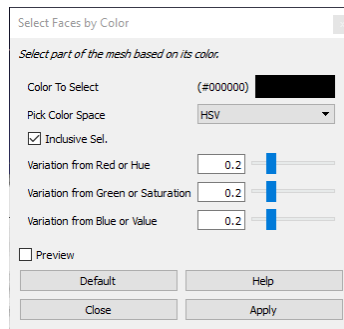 Select Faces by Color
Select part of the mesh based on its color.
Color To Select (#000000)
Pick Color Space HSV
Inclusive Sel.
Variation from Red or Hue 0.2
Variation from Green or Saturation 0.2
Variation from Blue or Value 0.2
Preview
Default Help
Close Apply